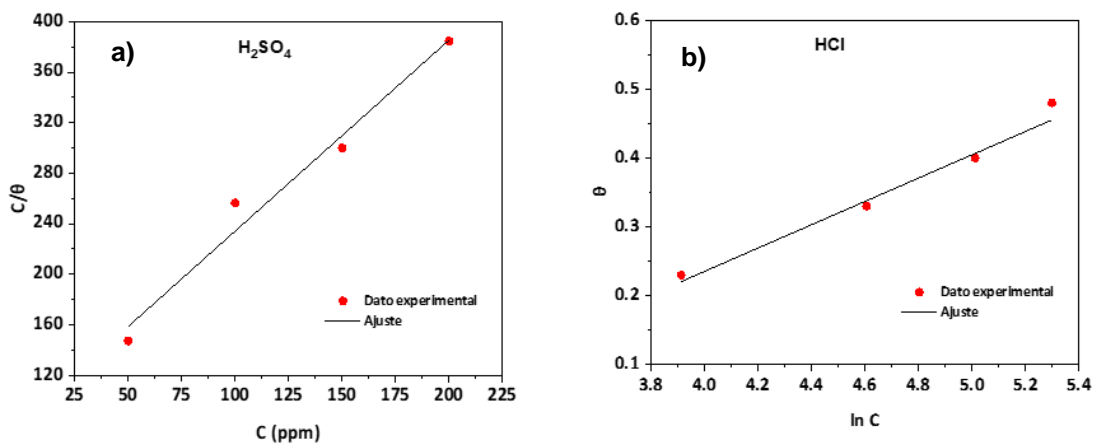 a)
H₂SO₄
C/θ
400
360
320
280
240
200
160
120
25 50 75 100 125 150 175 200 225
C (ppm)
Dato experimental
Ajuste
b)
HCl
θ
0.6
0.5
0.4
0.3
0.2
0.1
3.8 4.0 4.2 4.4 4.6 4.8 5.0 5.2 5.4
ln C
Dato experimental
Ajuste